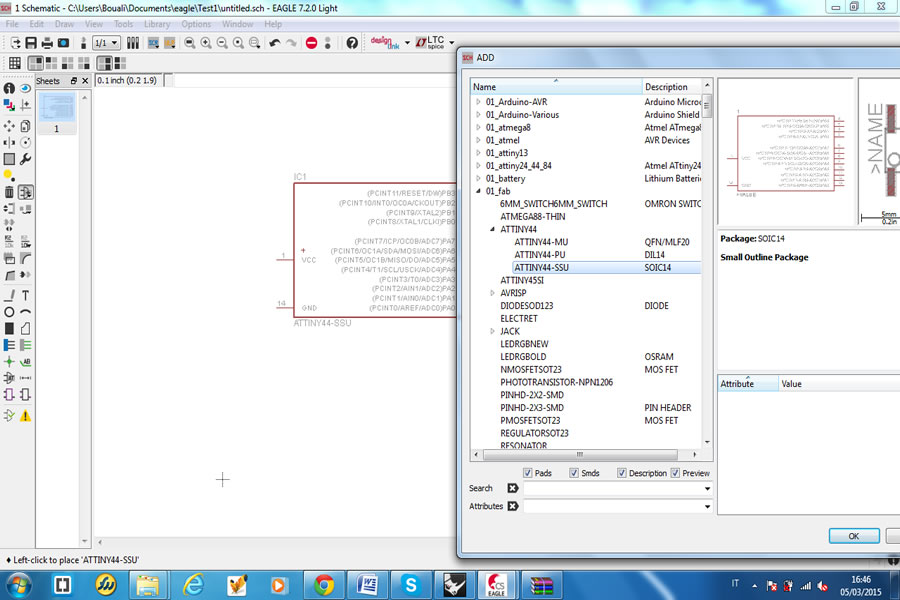 1 Schematic - C:\Users\Bouali\Documents\eagle\Test1\untitled.sch - EAGLE 7.2.0 Light
File Edit Draw View Tools Library Options Window Help
1/1
design link
LTC spice
Sheets
0.1 inch (0.2 1.9)
1
IC1
(PCINT11/RESET/DW)PB3
(PCINT10/INT0/OC0A/CKOUT)PB2
(PCINT9/XTAL2)PB1
(PCINT8/XTAL1/CLKI)PB0
(PCINT7/ICP/OC0B/ADC7)PA7
(PCINT6/OC1A/SDA/MOSI/ADC6)PA6
(PCINT5/OC1B/MISO/DO/ADC5)PA5
(PCINT4/T1/SCL/USCK/ADC4)PA4
(PCINT3/T0/ADC3)PA3
(PCINT2/AIN1/ADC2)PA2
(PCINT1/AIN0/ADC1)PA1
(PCINT0/AREF/ADC0)PA0
1
VCC
14
GND
ATTINY44-SSU
Left-click to place 'ATTINY44-SSU'
ADD
Name Description
01_Arduino-AVR Arduino Microc
01_Arduino-Various Arduino Shield
01_atmega8 Atmel ATmega
01_atmel AVR Devices
01_attiny13
01_attiny24_44_84 Atmel ATtiny24
01_battery Lithium Batteri
01_fab
6MM_SWITCH6MM_SWITCH OMRON SWITC
ATMEGA88-THIN
ATTINY44
ATTINY44-MU QFN/MLF20
ATTINY44-PU DIL14
ATTINY44-SSU SOIC14
ATTINY45SI
AVRISP
DIODESOD123 DIODE
ELECTRET
JACK
LEDRGBNEW
LEDRGBOLD OSRAM
NMOSFETSOT23 MOS FET
PHOTOTRANSISTOR-NPN1206
PINHD-2X2-SMD
PINHD-2X3-SMD PIN HEADER
PMOSFETSOT23 MOS FET
REGULATORSOT23
RESONATOR
Pads Smds Description Preview
Search
Attributes
>NAME
5mm
0.2in
Package: SOIC14
Small Outline Package
Attribute Value
OK
CS
EAGLE
IT
16:46
05/03/2015